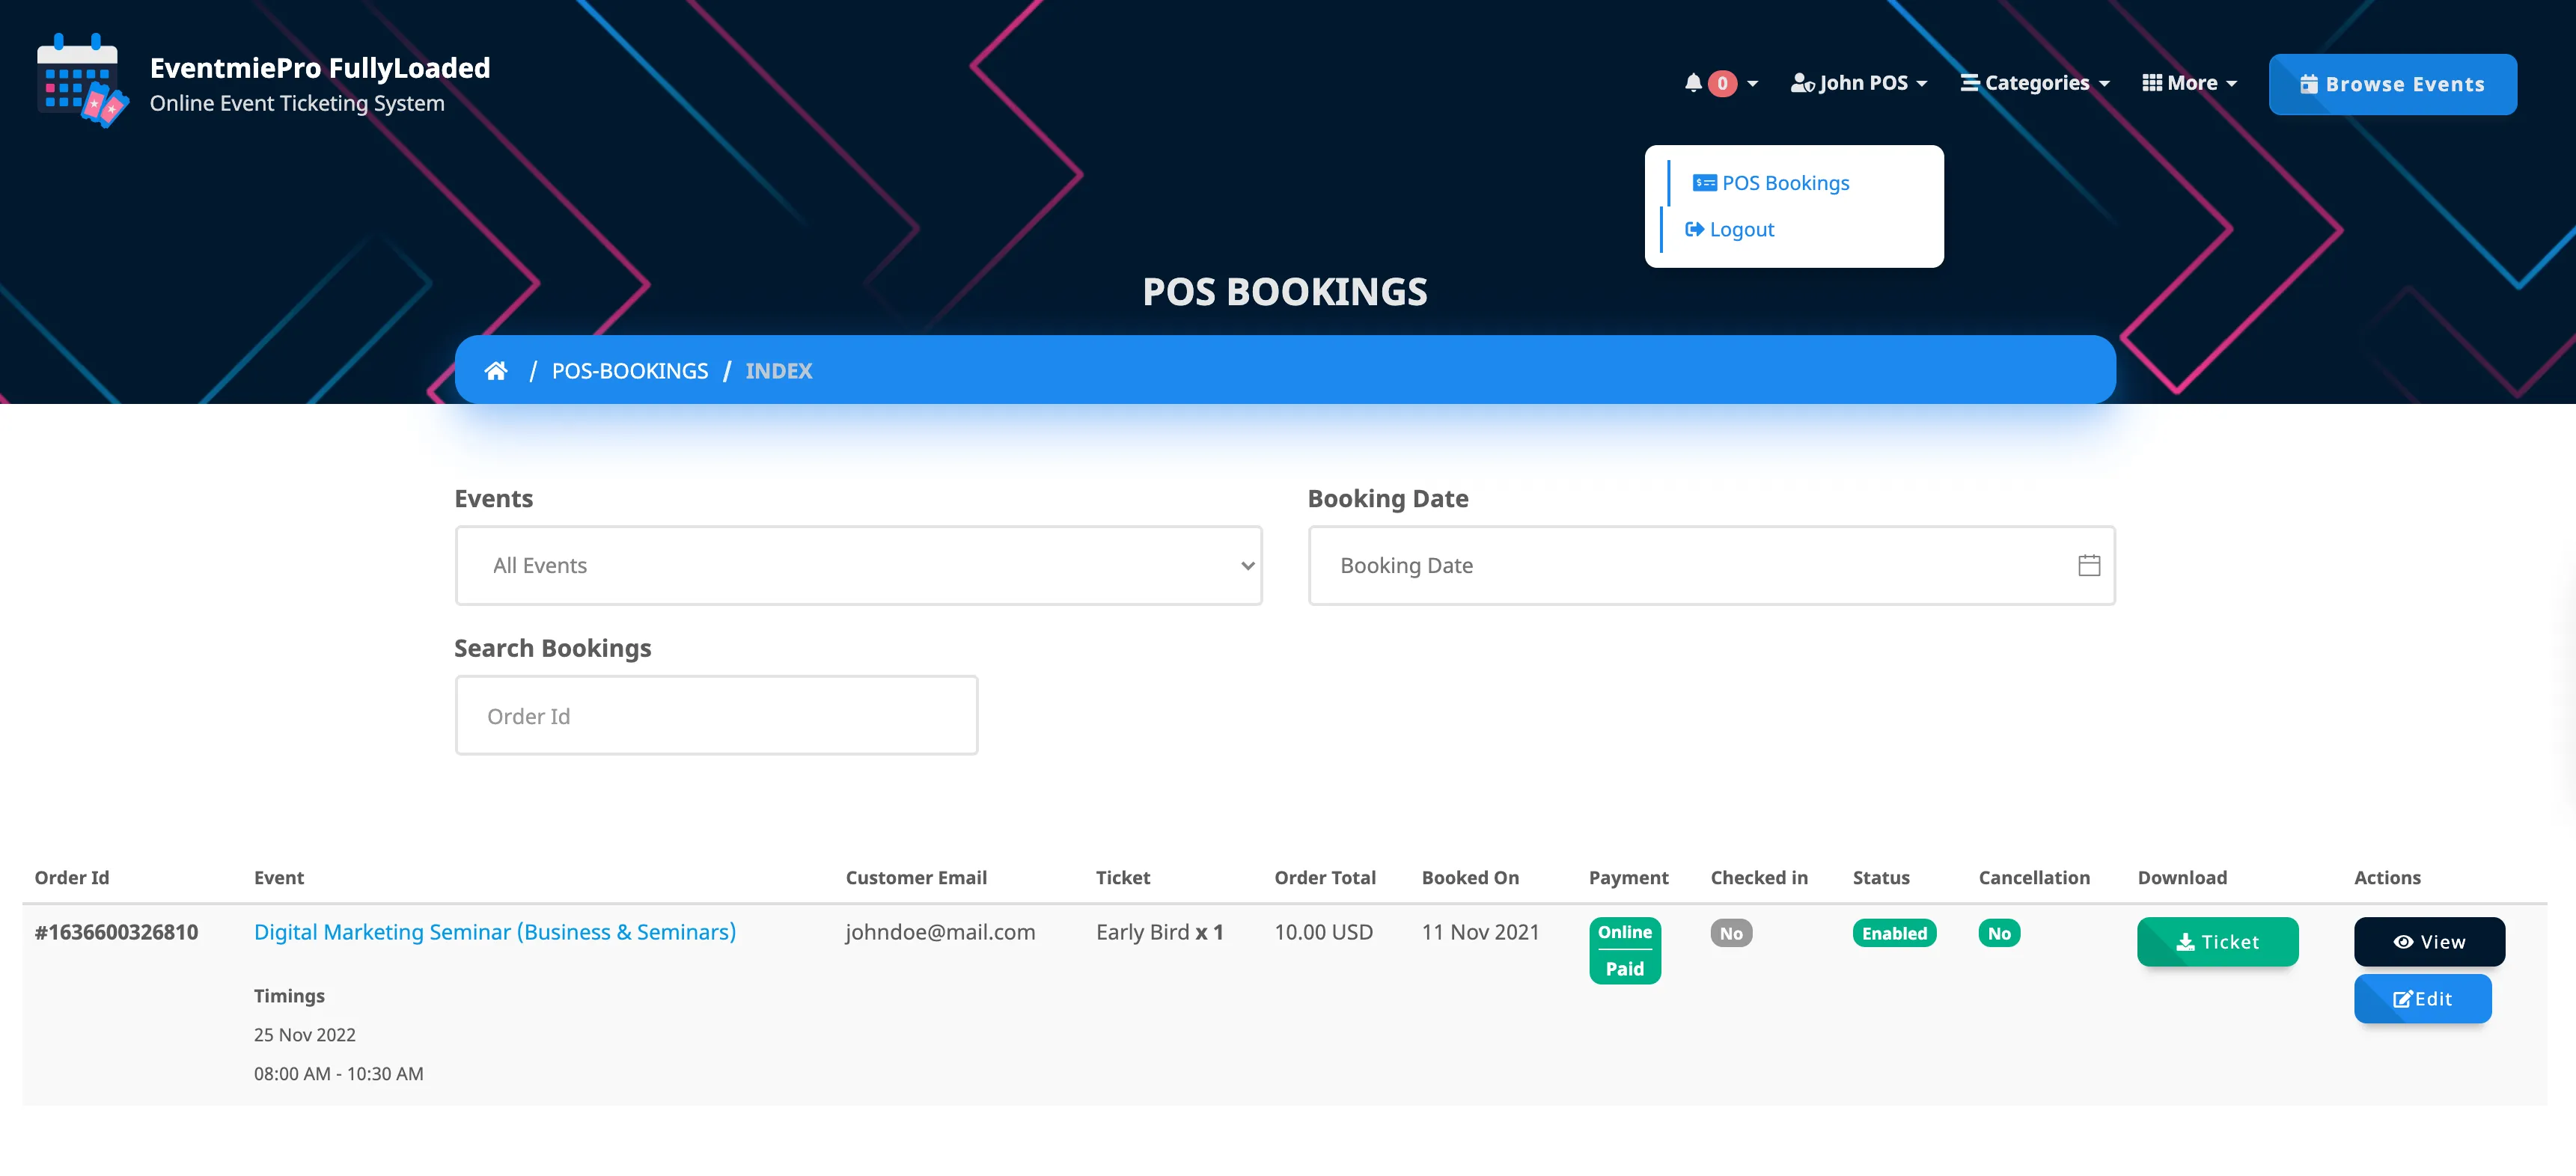 EventmiePro FullyLoaded
Online Event Ticketing System
0
John POS
Categories
More
Browse Events
POS Bookings
Logout
POS BOOKINGS
/ POS-BOOKINGS / INDEX
Events
Booking Date
All Events
Booking Date
Search Bookings
Order Id
Order Id Event Customer Email Ticket Order Total Booked On Payment Checked in Status Cancellation Download Actions
#1636600326810 Digital Marketing Seminar (Business & Seminars) johndoe@mail.com Early Bird x 1 10.00 USD 11 Nov 2021 Online No Enabled No Ticket View
Paid
Edit
Timings
25 Nov 2022
08:00 AM - 10:30 AM